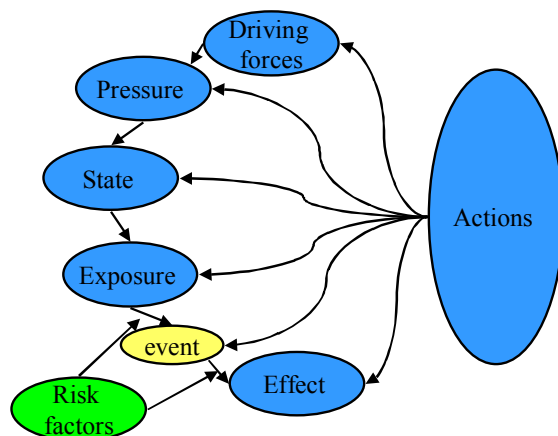 Driving
forces
Pressure
State
Actions
Exposure
event
Effect
Risk
factors